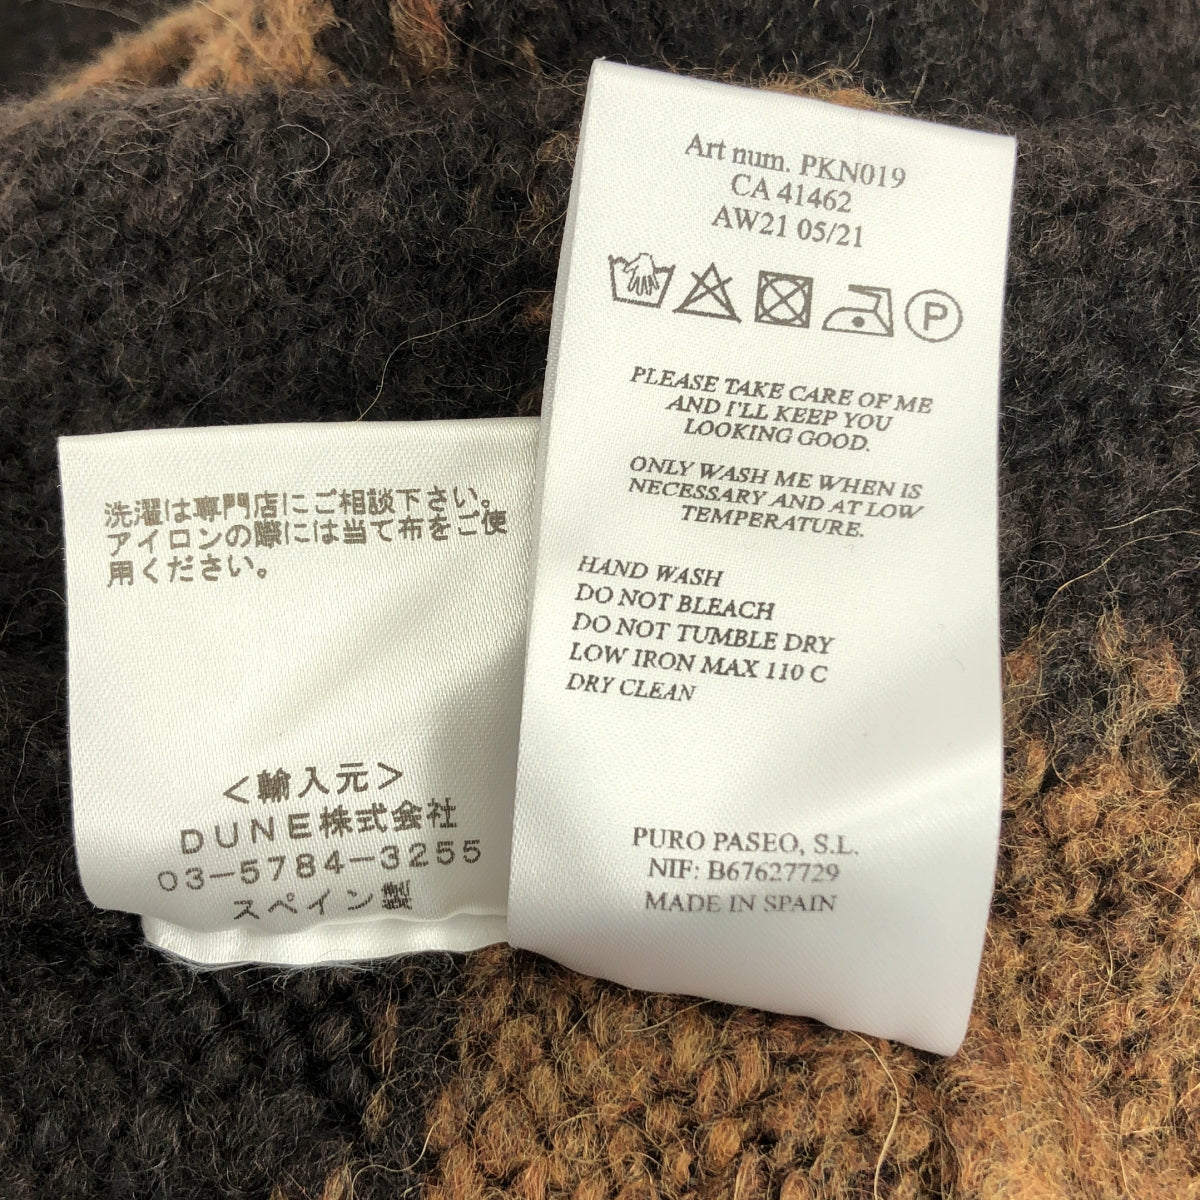 Art num. PKN019
CA 41462
AW21 05/21
P
PLEASE TAKE CARE OF ME
AND I'LL KEEP YOU
LOOKING GOOD.
ONLY WASH ME WHEN IS
NECESSARY AND AT LOW
TEMPERATURE.
HAND WASH
DO NOT BLEACH
DO NOT TUMBLE DRY
LOW IRON MAX 110 C
DRY CLEAN
PURO PASEO, S.L.
NIF: B67627729
MADE IN SPAIN
洗濯は専門店にご相談下さい。
アイロンの際には当て布をご使
用ください。
<輸入元>
DUNE株式会社
03-5784-3255
スペイン製